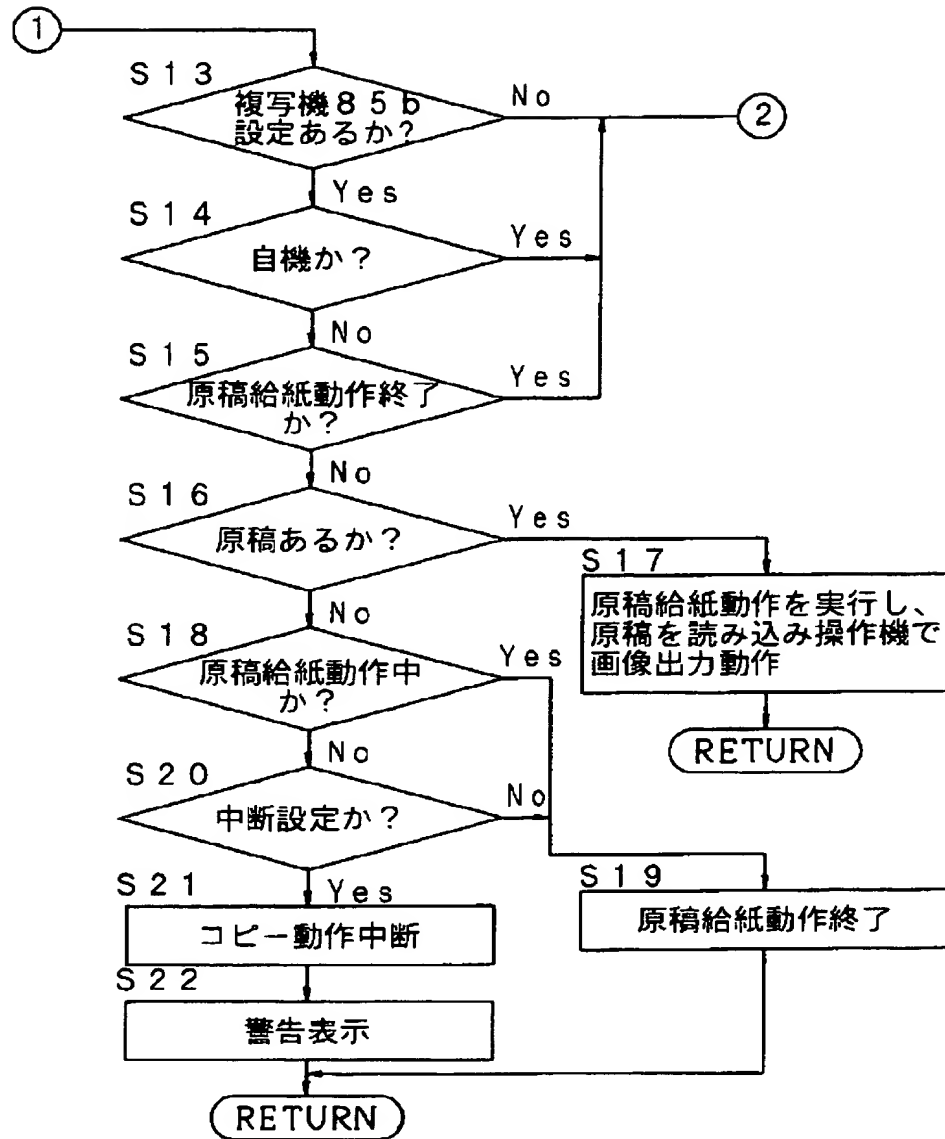 1
S13
複写機85b
設定あるか?
No
2
Yes
S14
自機か?
Yes
No
S15
原稿給紙動作終了
か?
Yes
No
S16
原稿あるか?
Yes
S17
原稿給紙動作を実行し、
原稿を読み込み操作機で
画像出力動作
RETURN
No
S18
原稿給紙動作中
か?
Yes
No
S20
中断設定か?
No
Yes
S21
コピー動作中断
S19
原稿給紙動作終了
S22
警告表示
RETURN